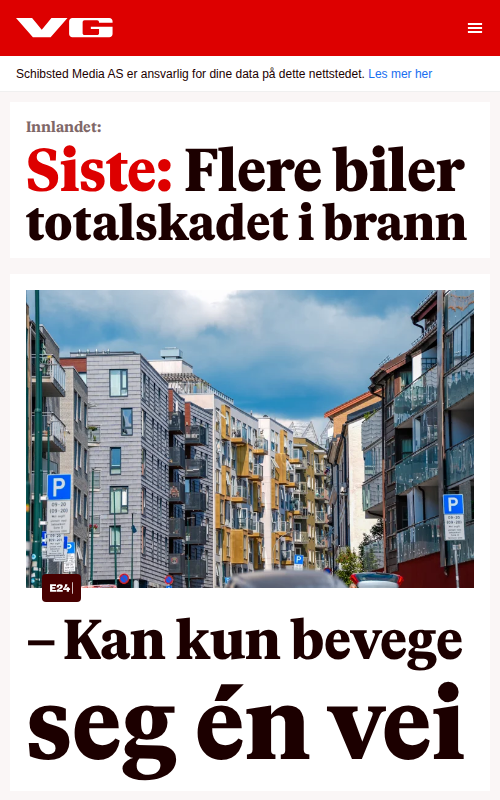 VG
Schibsted Media AS er ansvarlig for dine data på dette nettstedet. Les mer her
Innlandet:
Siste: Flere biler
totalskadet i brann
P
P
P
P
E24
– Kan kun bevege
seg én vei